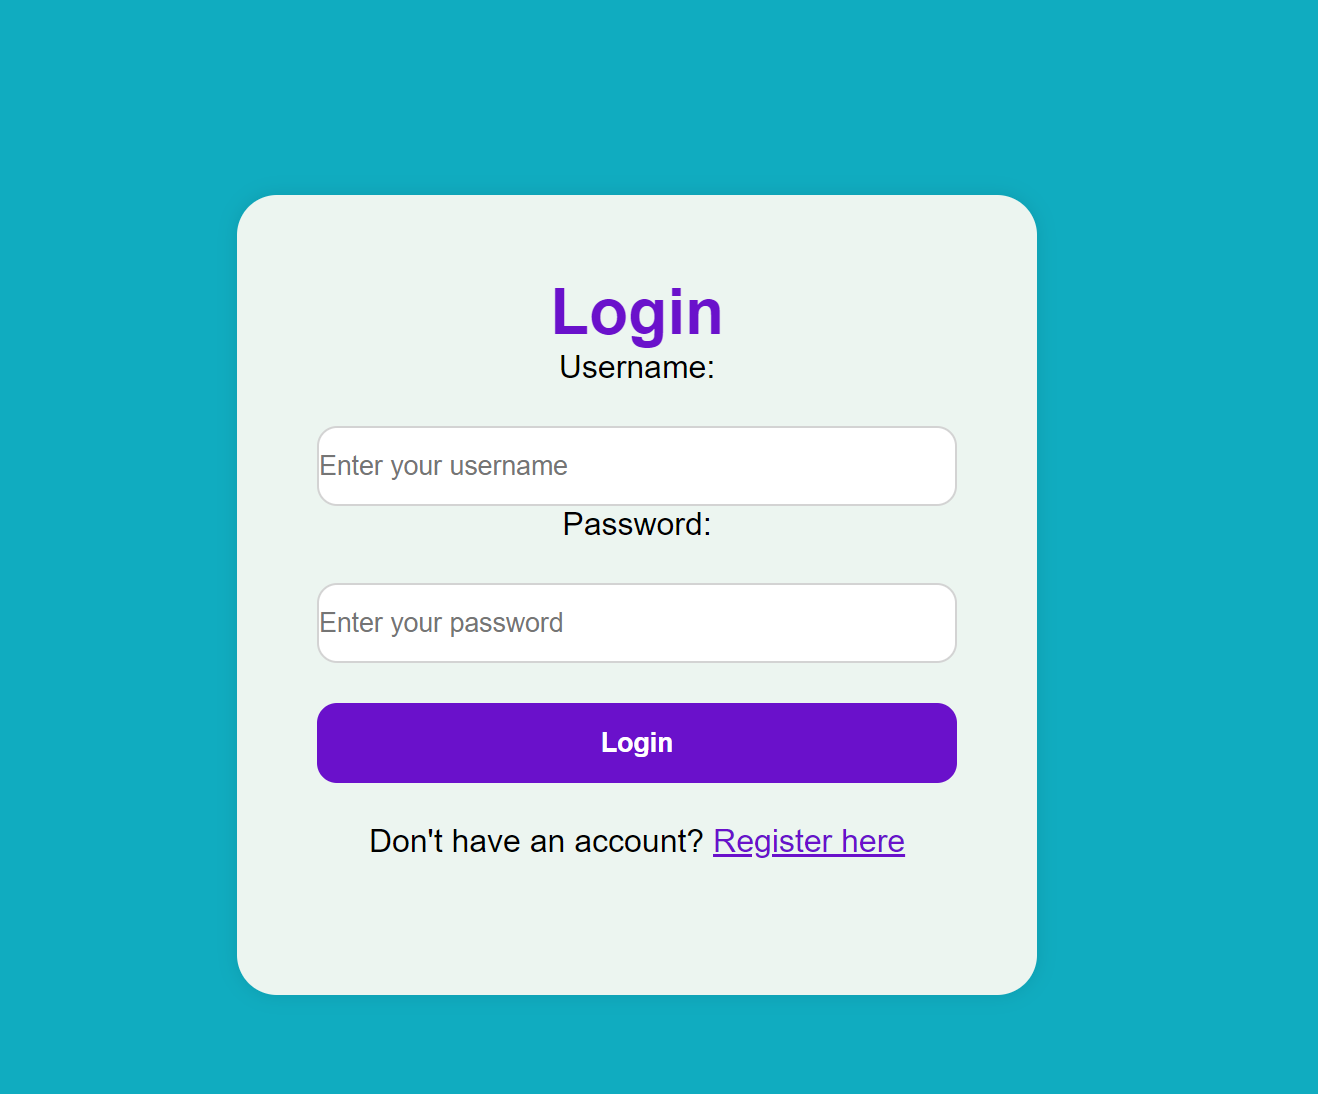 Login
Username:
Enter your username
Password:
Enter your password
Login
Don't have an account? Register here